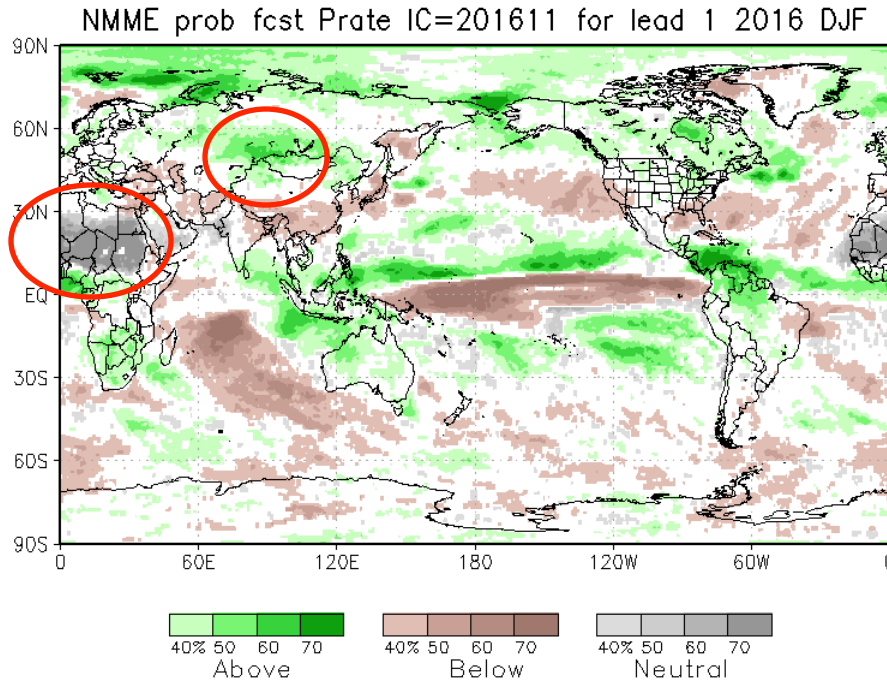 NMME prob fcst Prate IC=201611 for lead 1 2016 DJF
90N
60N
30N
EQ
30S
60S
90S
0 60E 120E 180 120W 60W 0
40% 50 60 70 40% 50 60 70 40% 50 60 70
Above Below Neutral